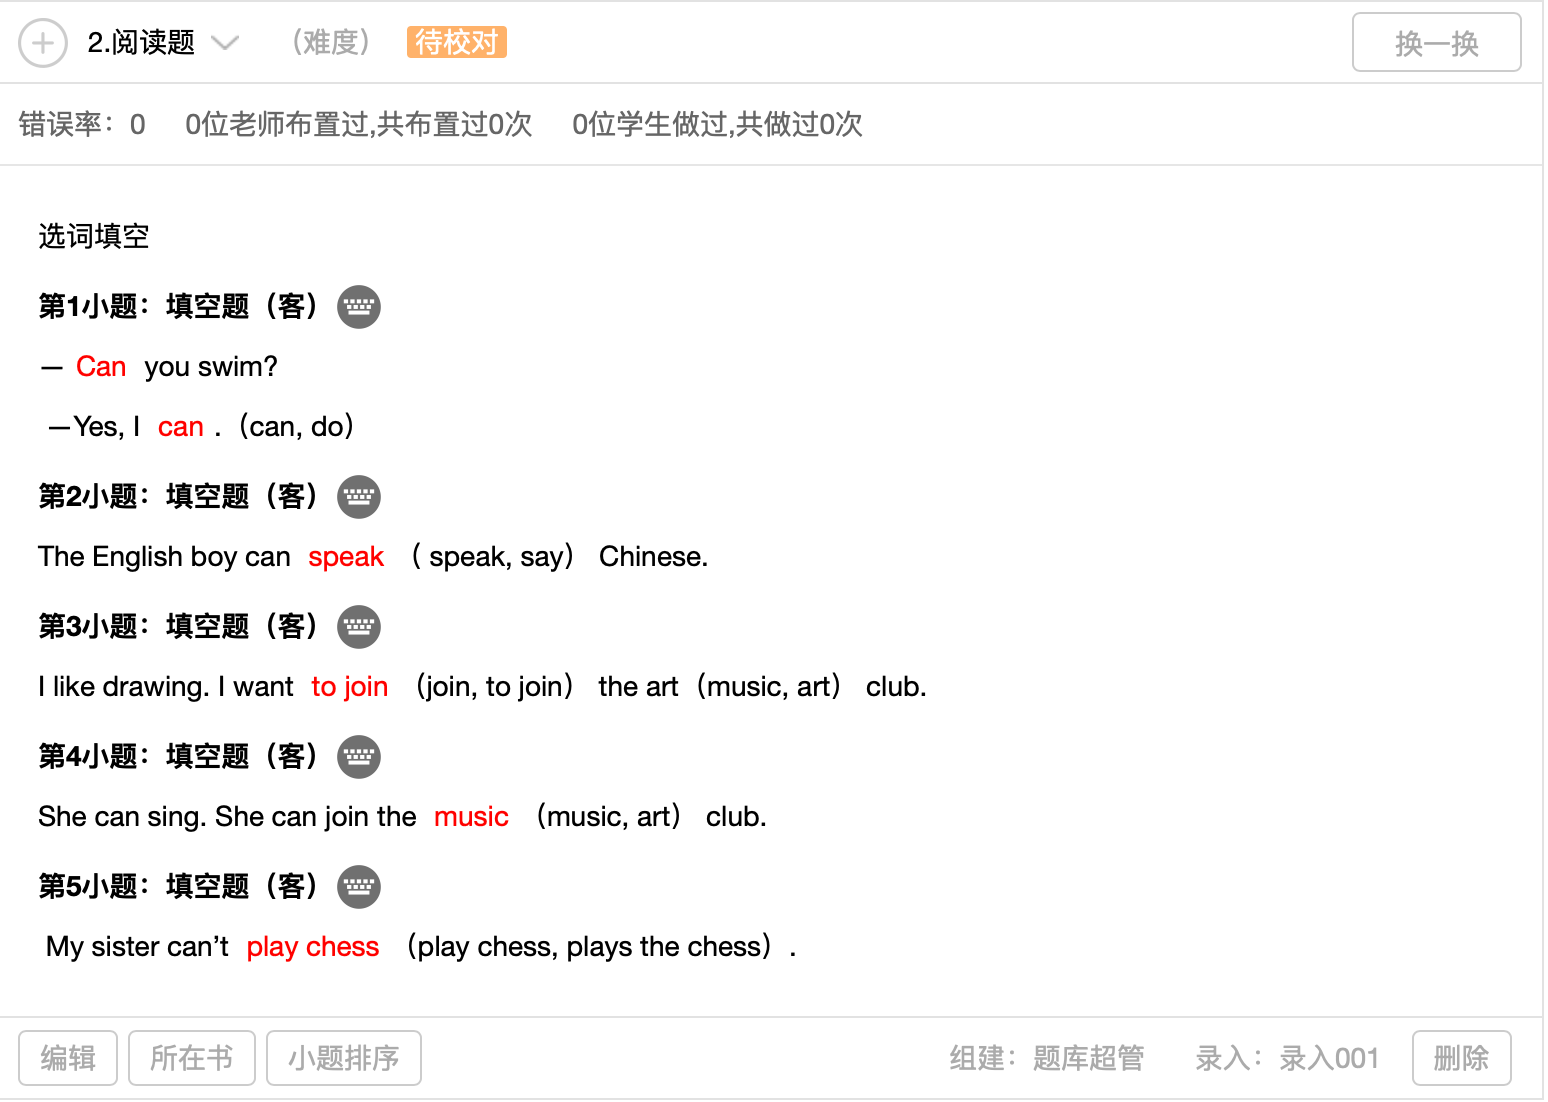 2.阅读题 （难度） 待校对 换一换
错误率：0 0位老师布置过,共布置过0次 0位学生做过,共做过0次
选词填空
第1小题：填空题（客）
— Can you swim?
—Yes, I can .（can, do）
第2小题：填空题（客）
The English boy can speak （ speak, say） Chinese.
第3小题：填空题（客）
I like drawing. I want to join （join, to join） the art（music, art） club.
第4小题：填空题（客）
She can sing. She can join the music （music, art） club.
第5小题：填空题（客）
My sister can’t play chess （play chess, plays the chess）.
编辑 所在书 小题排序 组建：题库超管 录入：录入001 删除